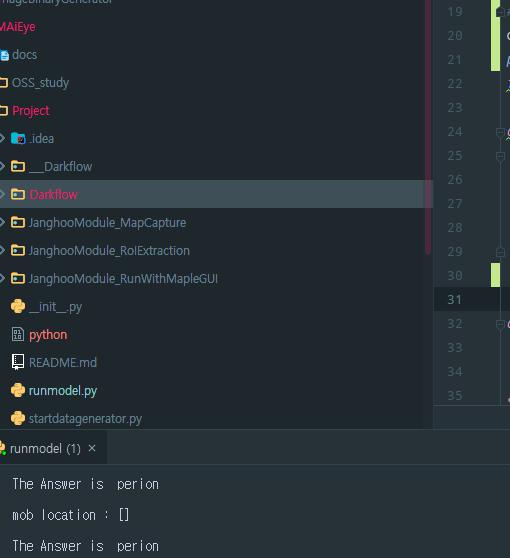 ImageBinaryGenerator
MAiEye
docs
OSS_study
Project
.idea
___Darkflow
Darkflow
JanghooModule_MapCapture
JanghooModule_RoIExtraction
JanghooModule_RunWithMapleGUI
__init__.py
python
README.md
runmodel.py
startdatagenerator.py
19
20
21
22
23
24
25
26
27
28
29
30
31
32
33
34
35
runmodel (1) ×
The Answer is  perion
mob location : []
The Answer is  perion